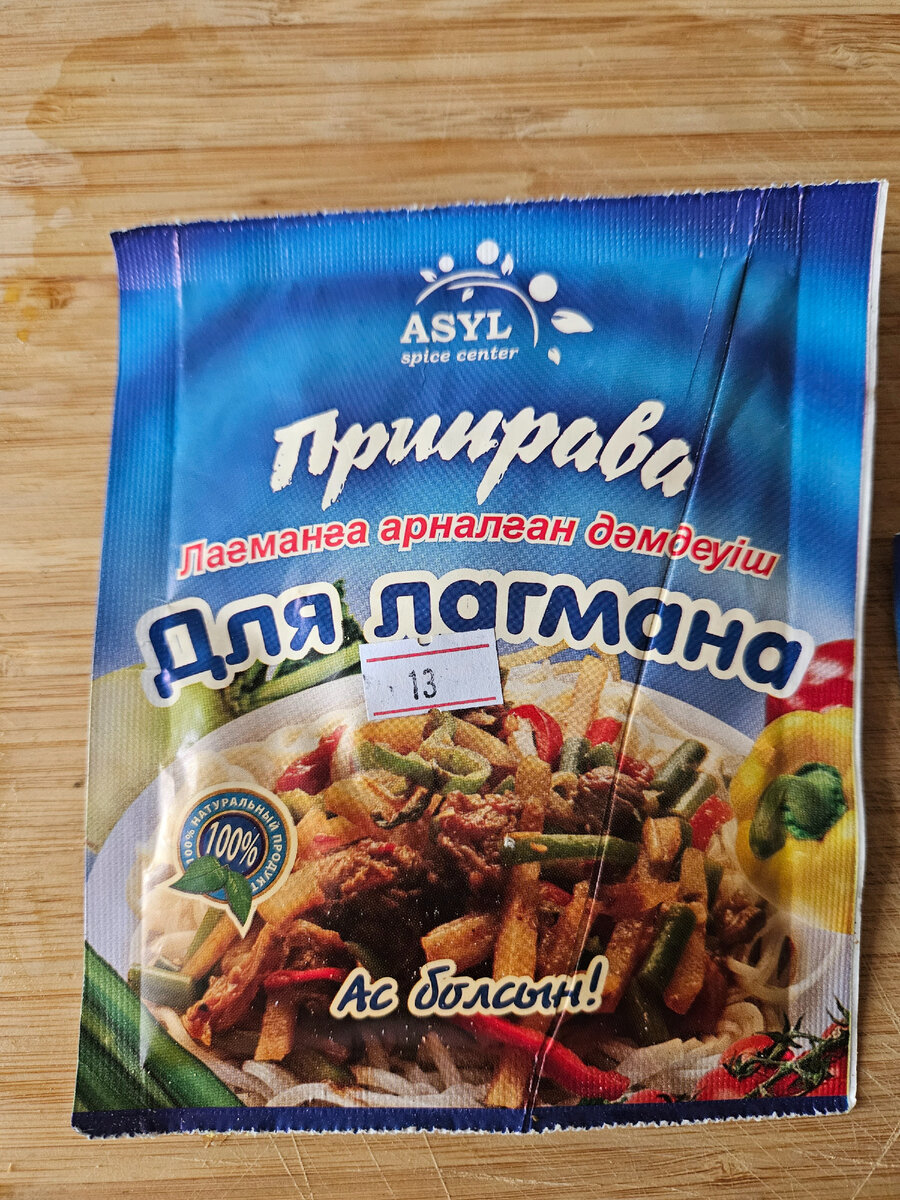 ASYL
spice center
Приправа
Лағманға арналған дәмдеуіш
Для лагмана
13
100% НАТУРАЛЬНЫЙ ПРОДУКТ
100%
Ас болсын!